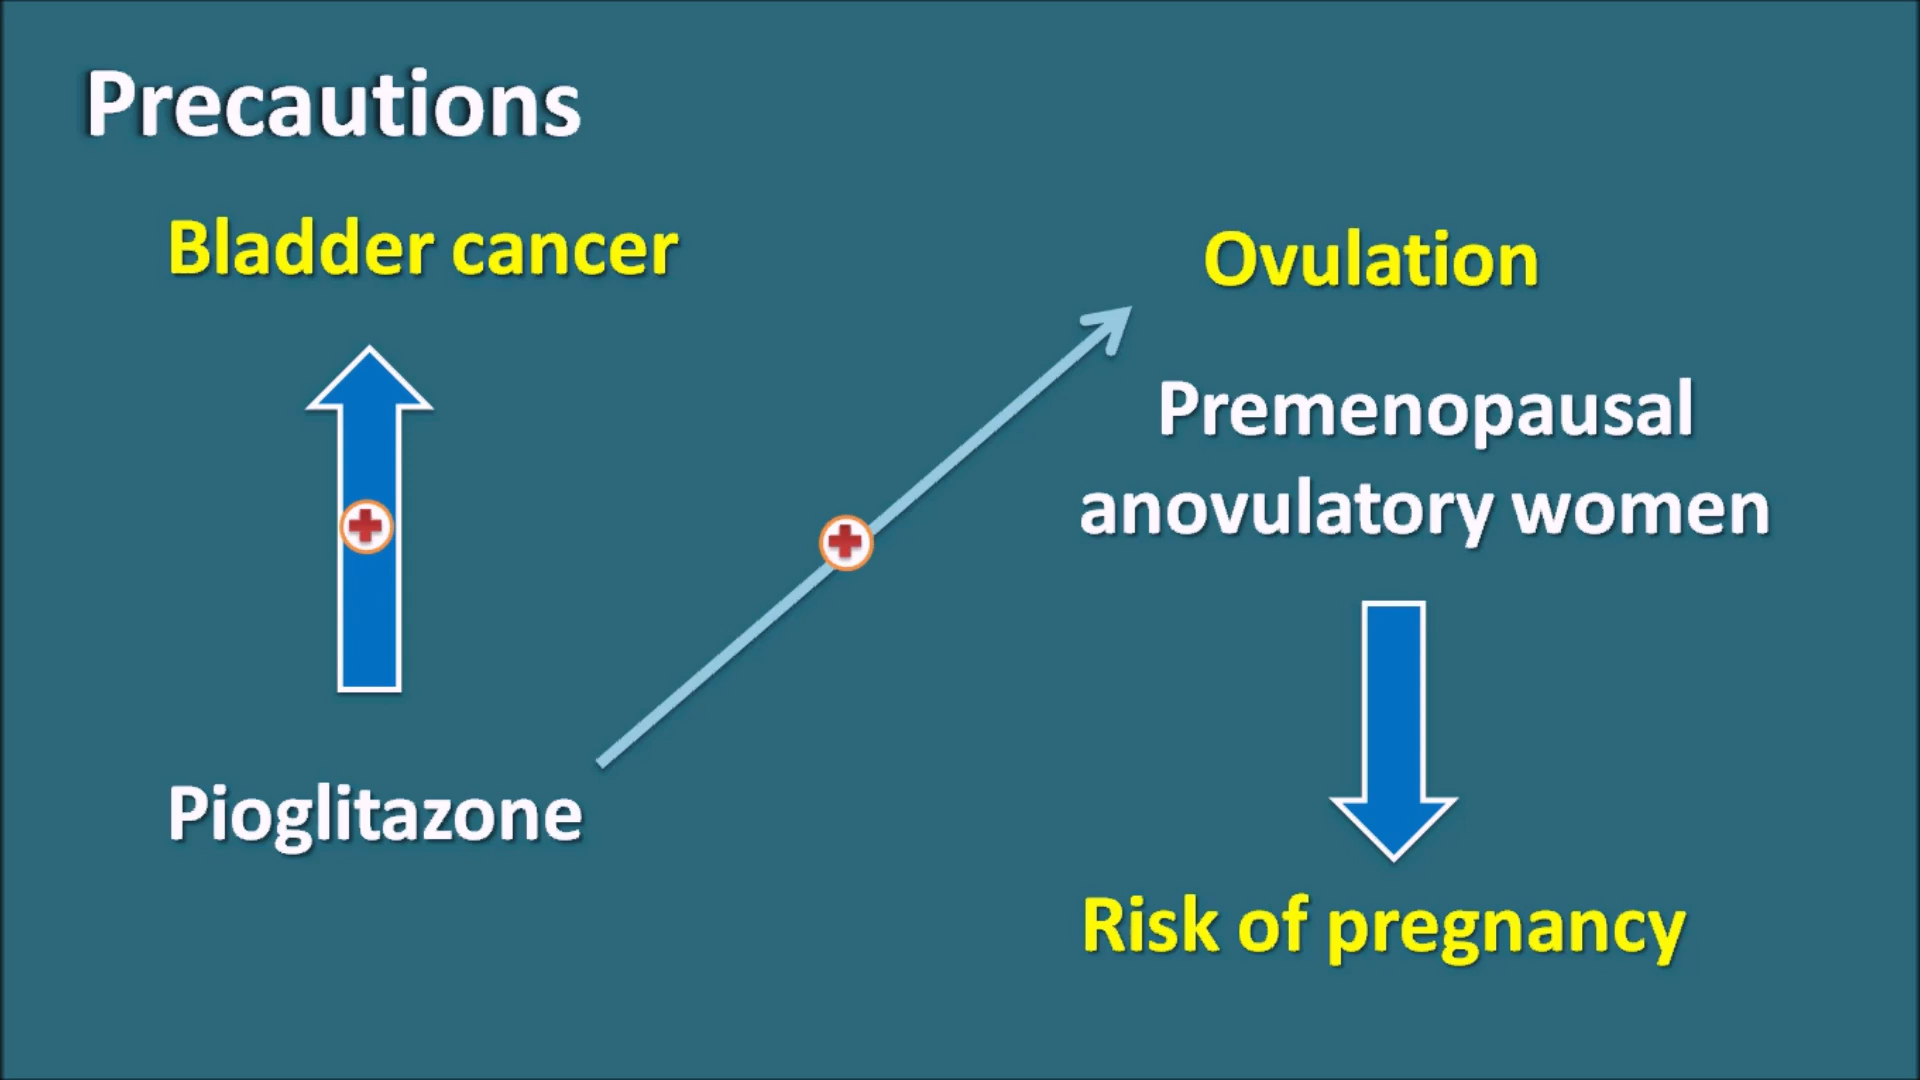 Precautions
Bladder cancer
Ovulation
Premenopausal
anovulatory women
Pioglitazone
Risk of pregnancy